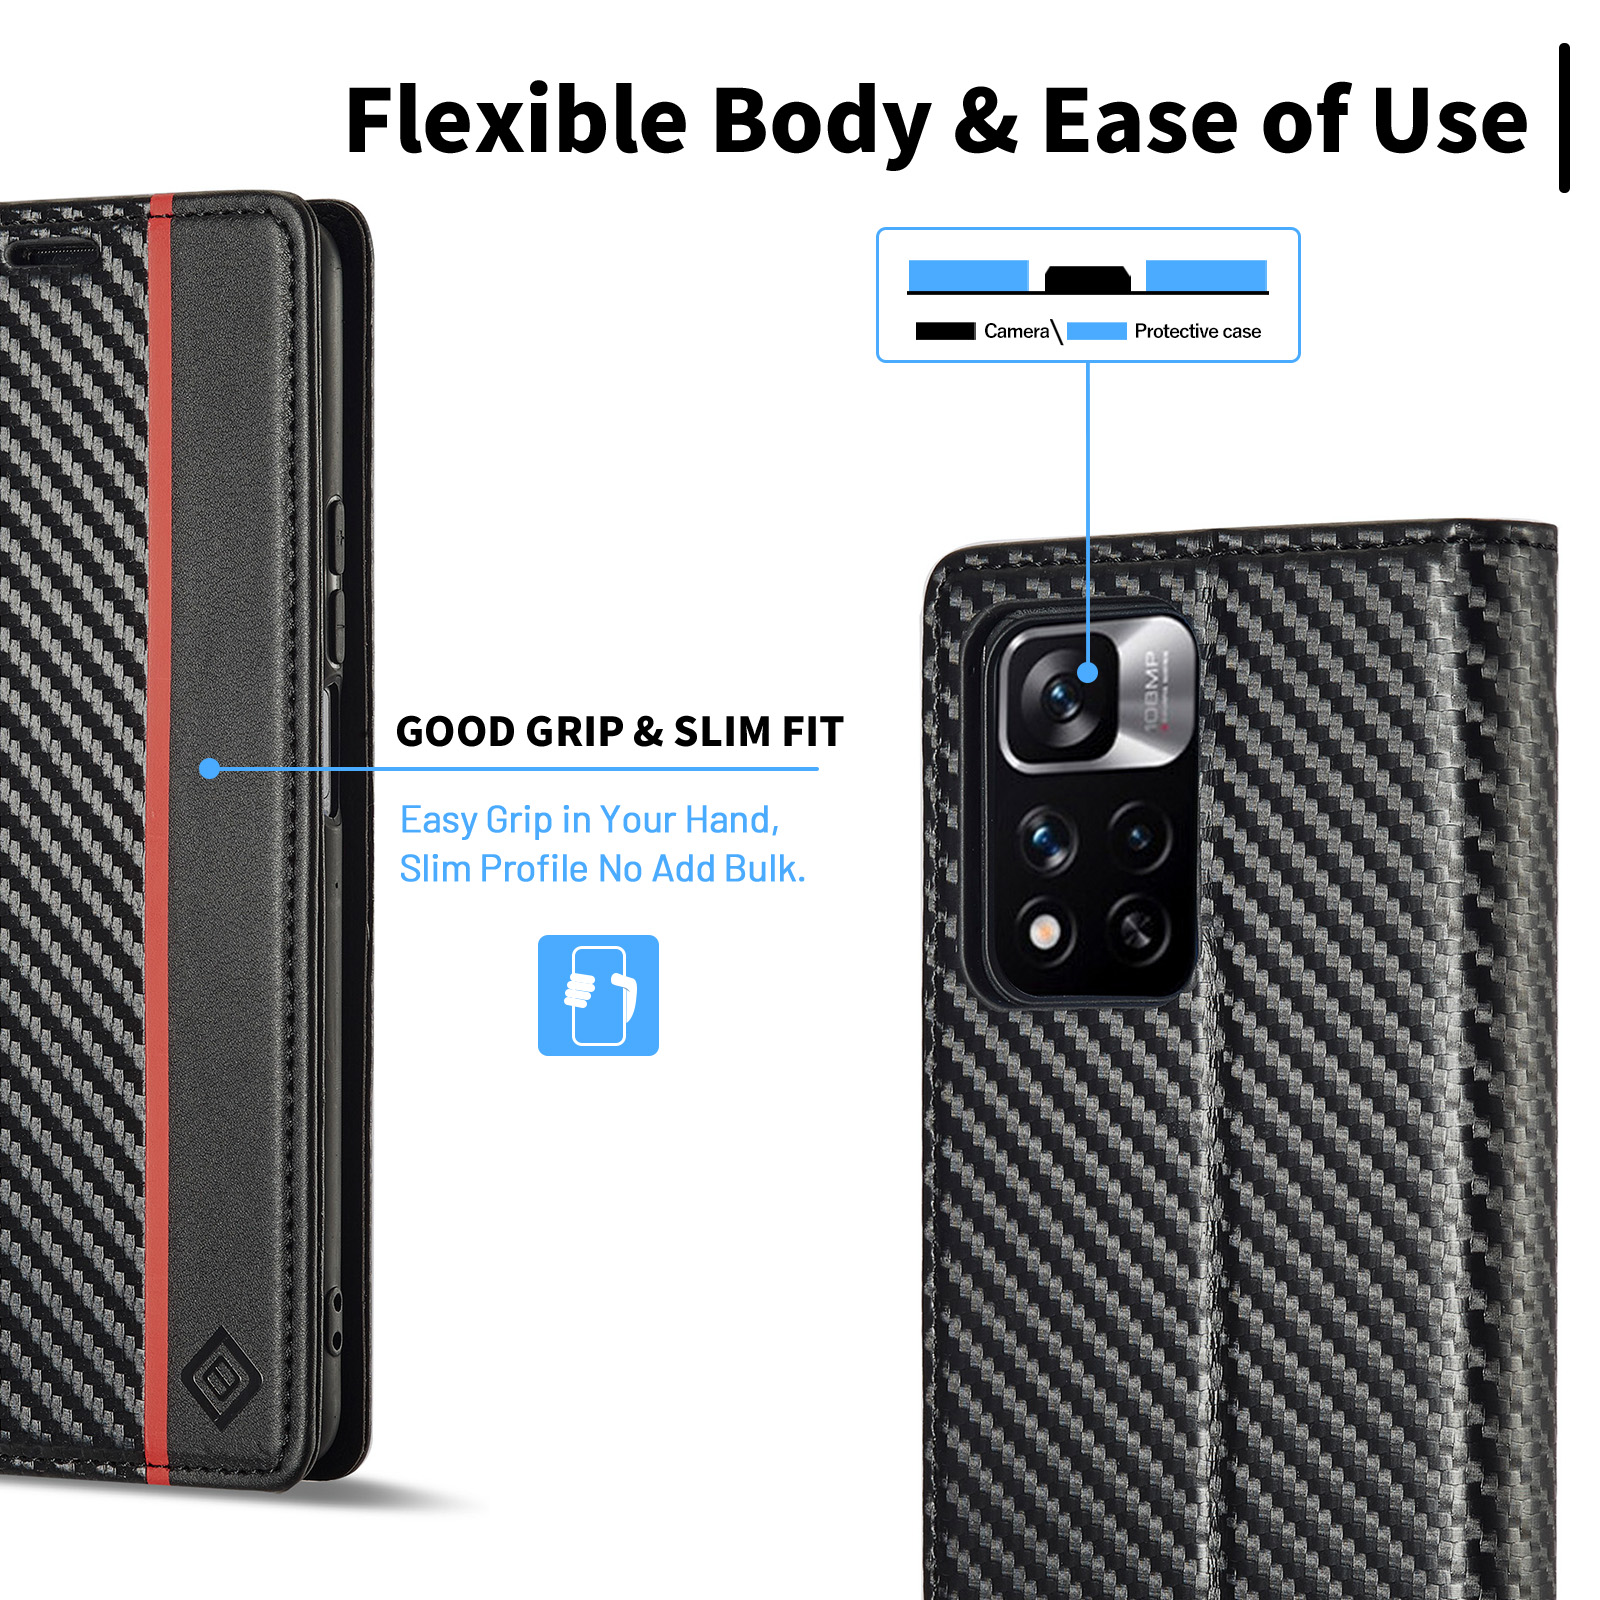 Flexible Body & Ease of Use
Camera\ Protective case
GOOD GRIP & SLIM FIT
Easy Grip in Your Hand,
Slim Profile No Add Bulk.
108MP